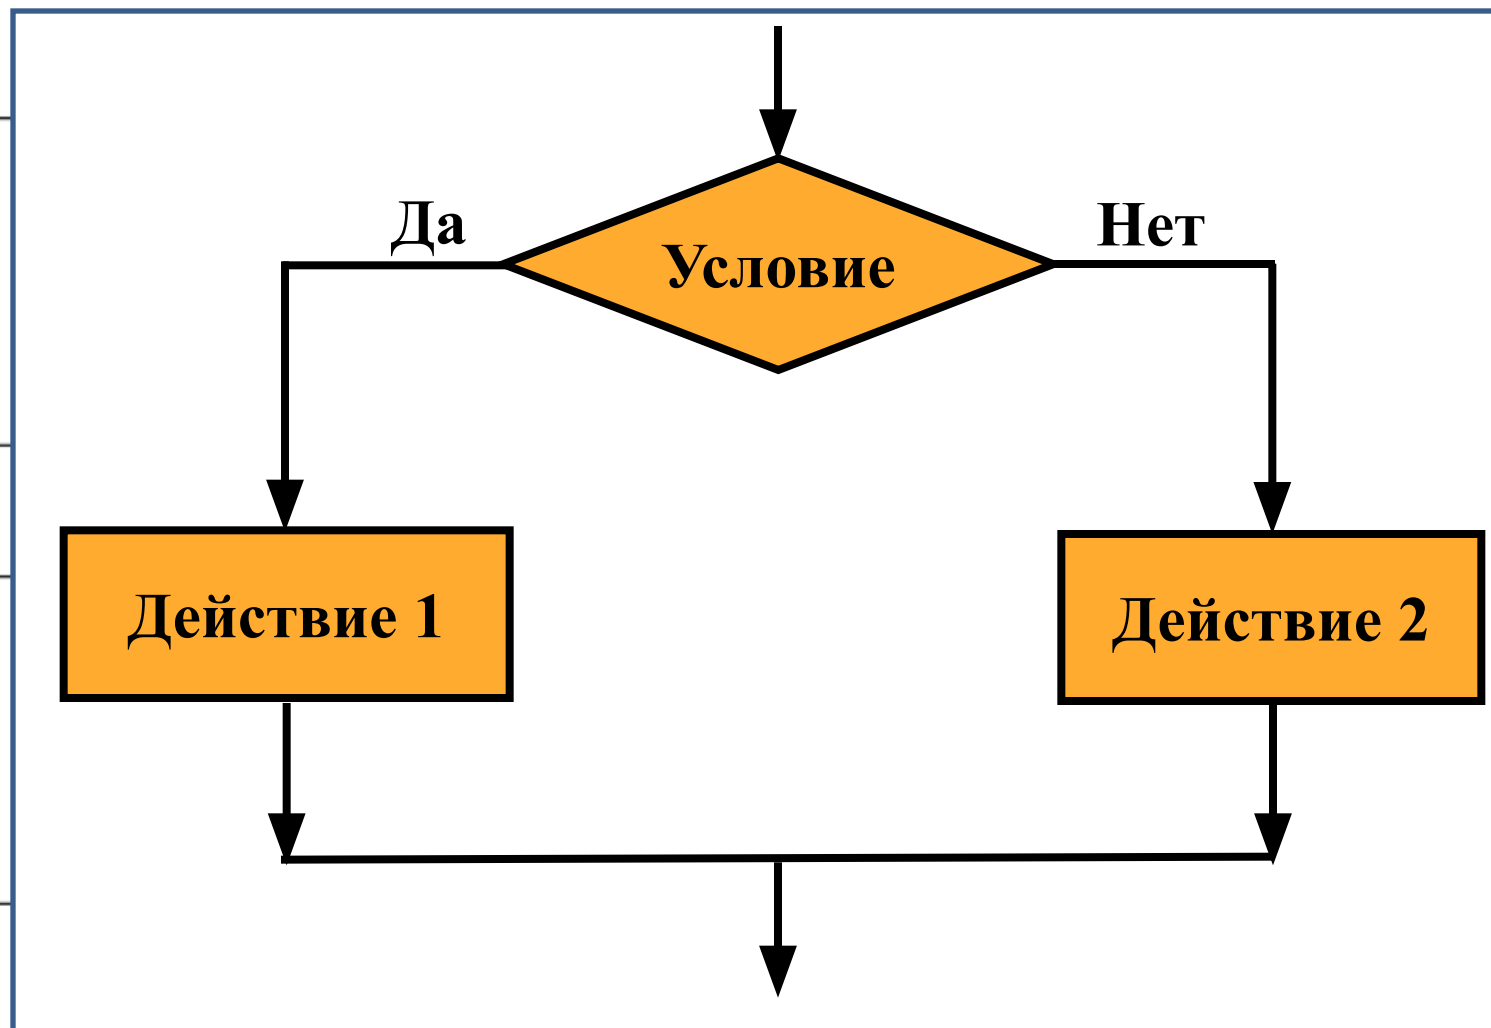 Да
Нет
Условие
Действие 1
Действие 2